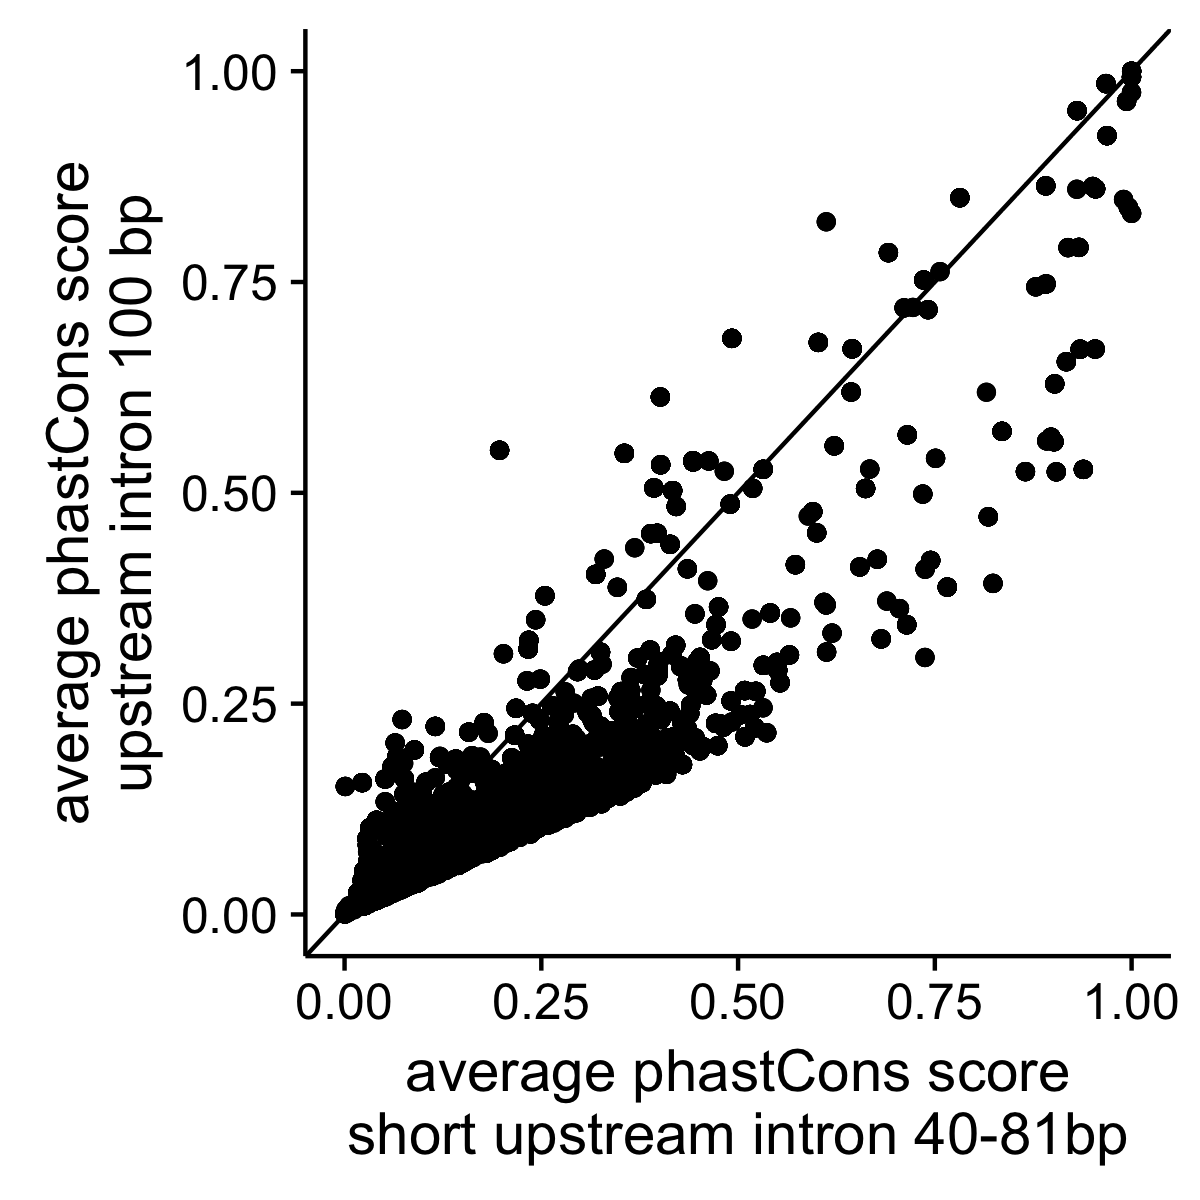 average phastCons score
upstream intron 100 bp
1.00
0.75
0.50
0.25
0.00
0.00 0.25 0.50 0.75 1.00
average phastCons score
short upstream intron 40-81bp